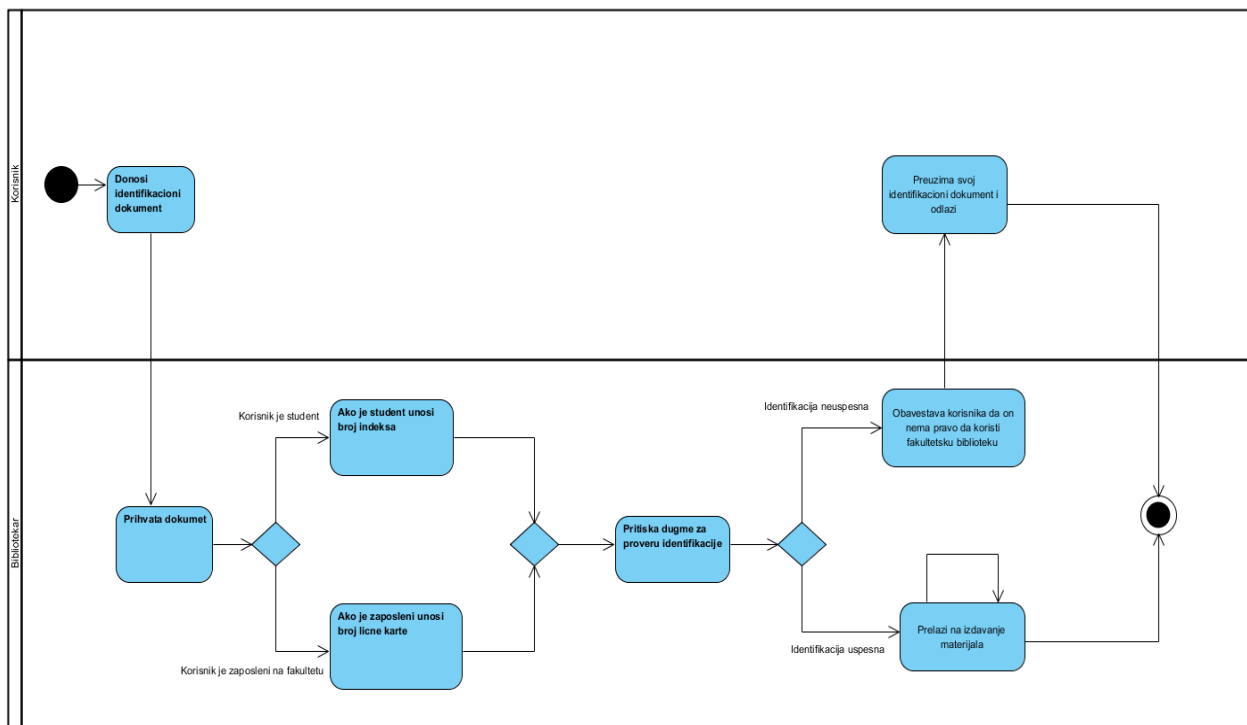 Korisnik
Donosi
identifikacioni
dokument
Preuzima svoj
identifikacioni dokument i
odlazi
Bibliotekar
Prihvata dokumet
Korisnik je student
Ako je student unosi
broj indeksa
Korisnik je zaposleni na fakultetu
Ako je zaposleni unosi
broj licne karte
Pritiska dugme za
proveru identifikacije
Identifikacija neuspesna
Obavestava korisnika da on
nema pravo da koristi
fakultetsku biblioteku
Identifikacija uspesna
Prelazi na izdavanje
materijala